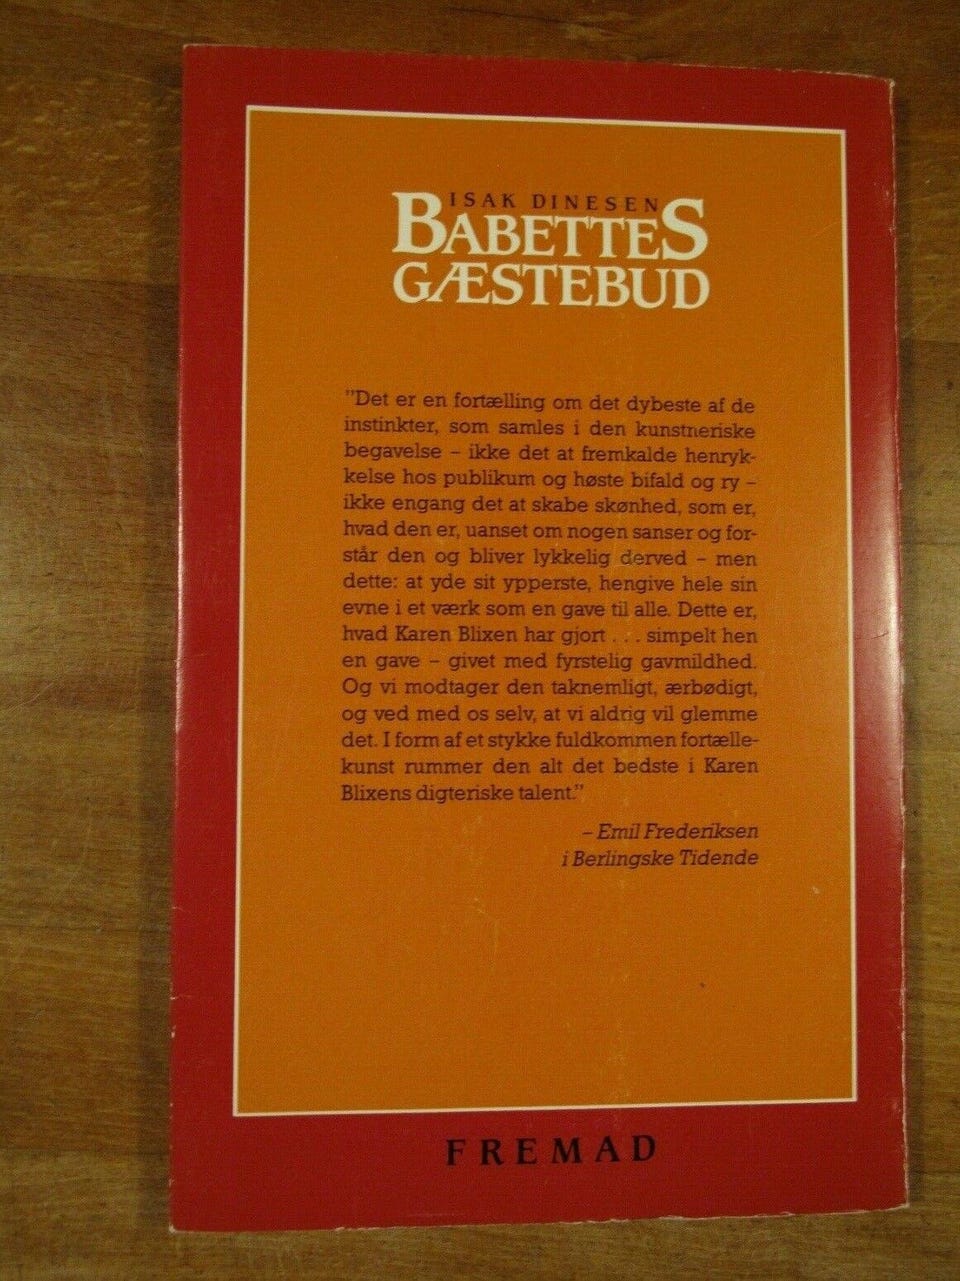 ISAK DINESEN
BABETTES
GÆSTEBUD
"Det er en fortælling om det dybeste af de
instinkter, som samles i den kunstneriske
begavelse – ikke det at fremkalde henryk-
kelse hos publikum og høste bifald og ry –
ikke engang det at skabe skønhed, som er,
hvad den er, uanset om nogen sanser og for-
står den og bliver lykkelig derved – men
dette: at yde sit ypperste, hengive hele sin
evne i et værk som en gave til alle. Dette er,
hvad Karen Blixen har gjort . . . simpelt hen
en gave – givet med fyrstelig gavmildhed.
Og vi modtager den taknemligt, ærbødigt,
og ved med os selv, at vi aldrig vil glemme
det. I form af et stykke fuldkommen fortælle-
kunst rummer den alt det bedste i Karen
Blixens digteriske talent."
– Emil Frederiksen
i Berlingske Tidende
FREMAD